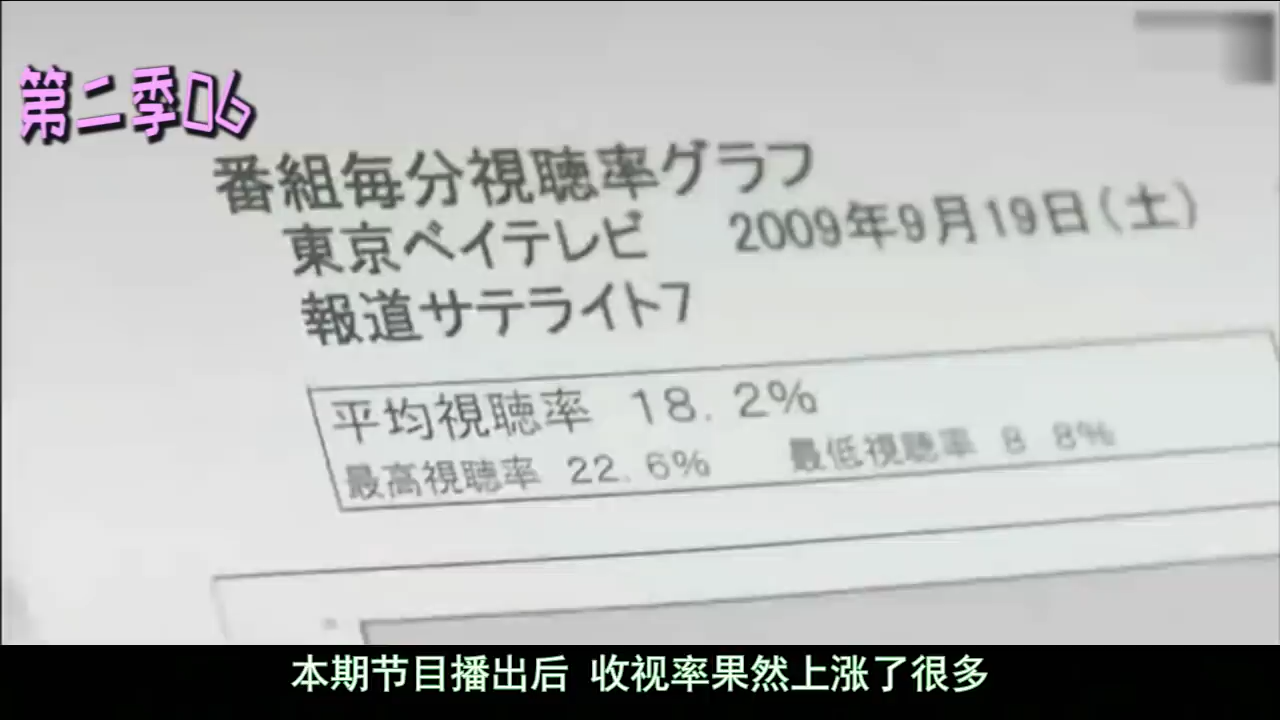 第二季06
番組毎分視聴率グラフ
東京ベイテレビ 2009年9月19日(土)
報道サテライト7
平均視聴率 18.2%
最高視聴率 22.6% 最低視聴率 8.8%
本期节目播出后 收视率果然上涨了很多